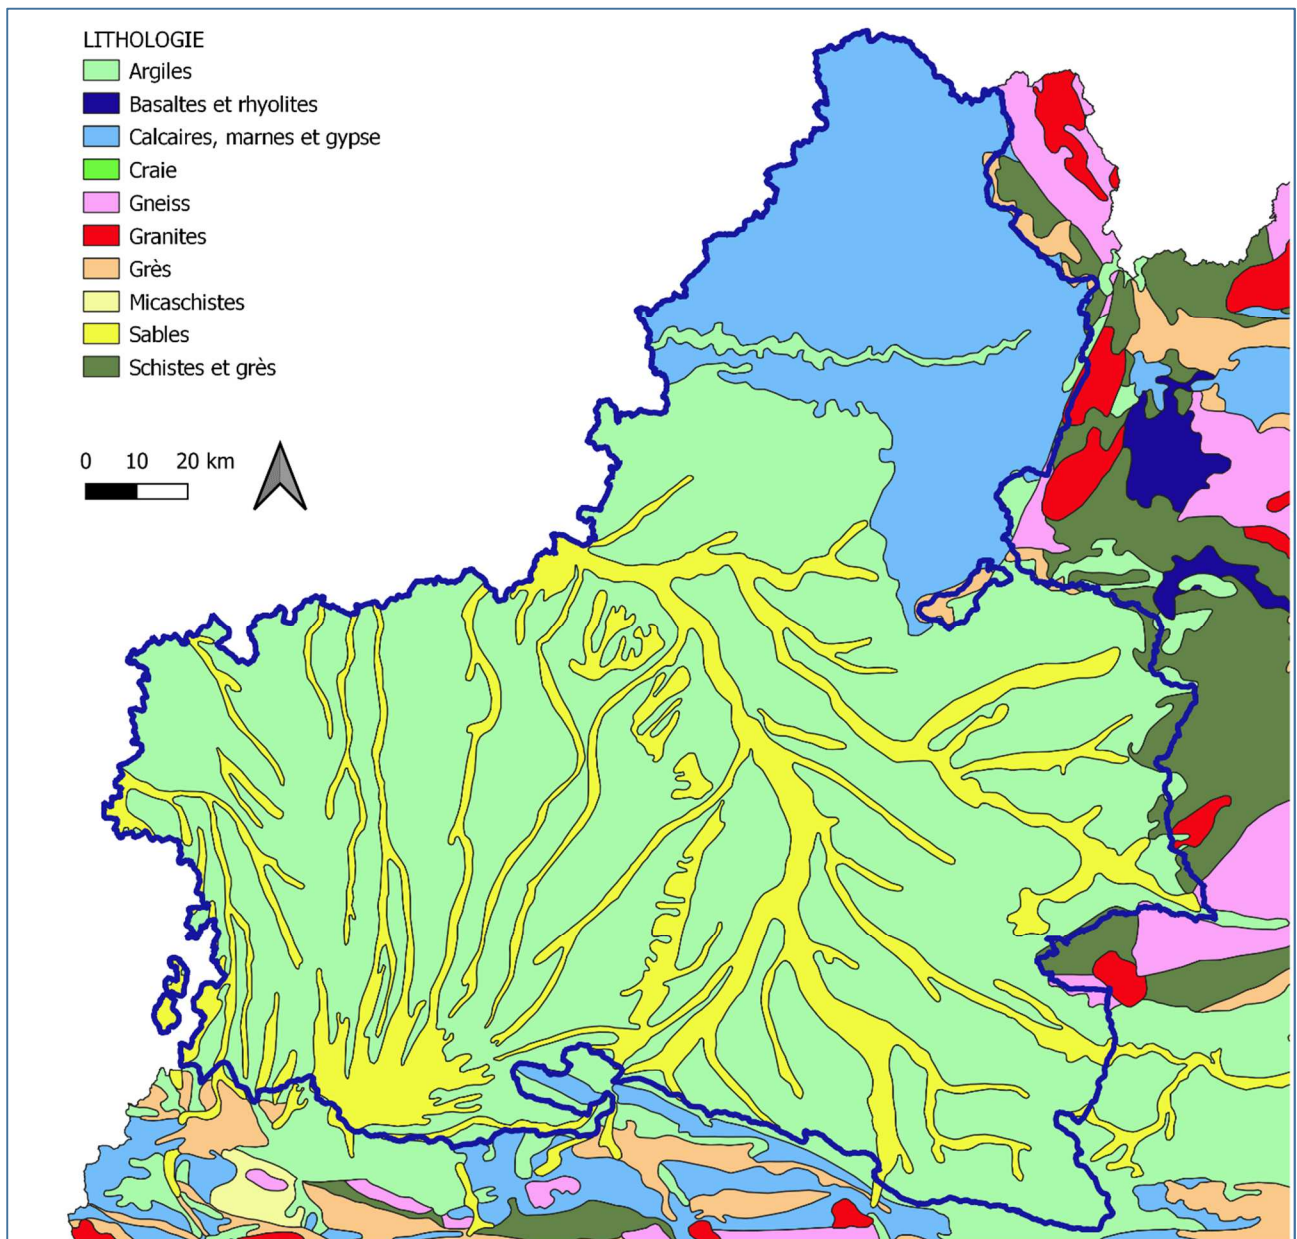 LITHOLOGIE
Argiles
Basaltes et rhyolites
Calcaires, marnes et gypse
Craie
Gneiss
Granites
Grès
Micaschistes
Sables
Schistes et grès
0 10 20 km